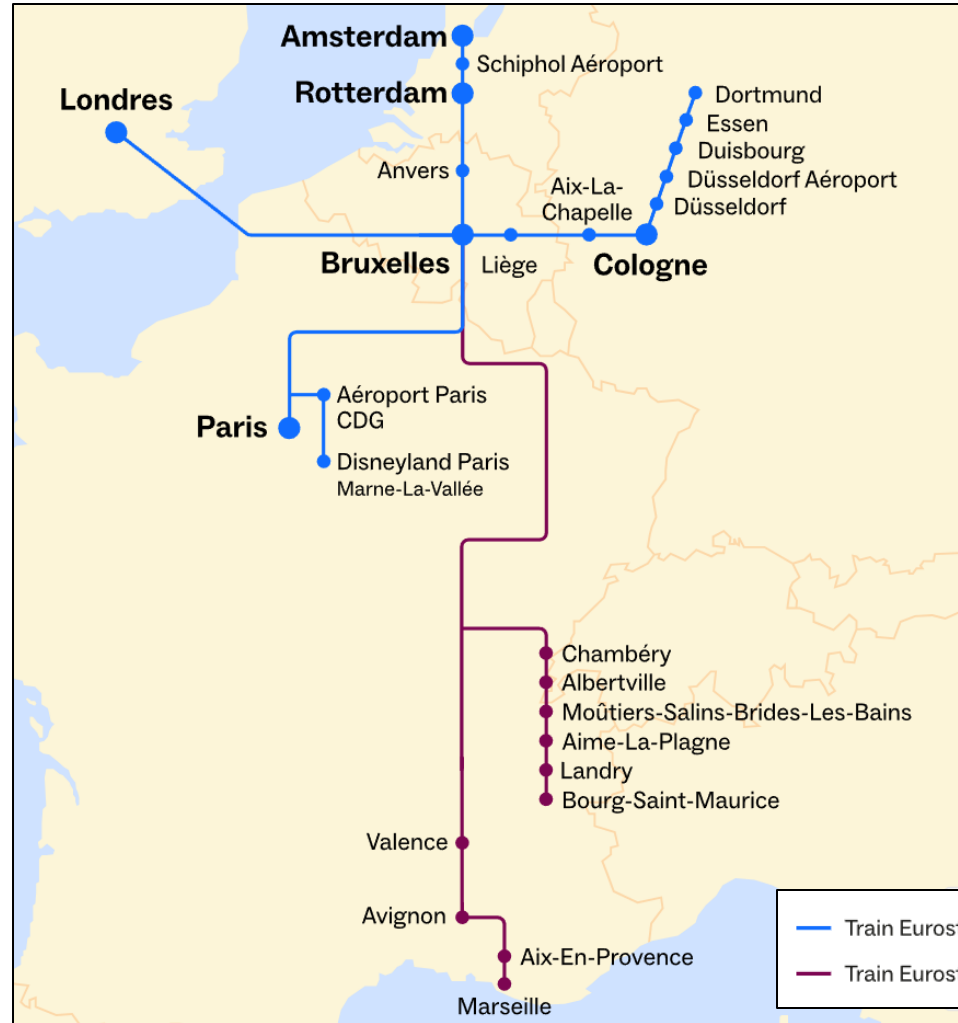 Amsterdam
Schiphol Aéroport
Londres
Rotterdam
Dortmund
Essen
Duisbourg
Düsseldorf Aéroport
Düsseldorf
Anvers
Aix-La-
Chapelle
Bruxelles
Liège
Cologne
Aéroport Paris
CDG
Paris
Disneyland Paris
Marne-La-Vallée
Chambéry
Albertville
Moûtiers-Salins-Brides-Les-Bains
Aime-La-Plagne
Landry
Bourg-Saint-Maurice
Valence
Avignon
Aix-En-Provence
Marseille
Train Eurost
Train Eurost